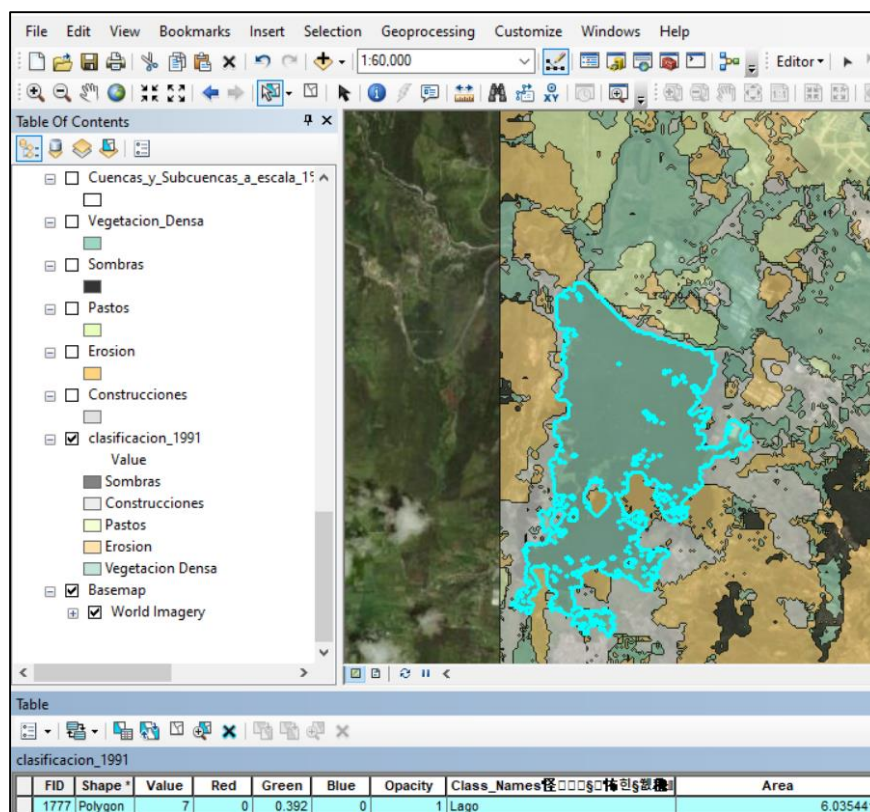 File Edit View Bookmarks Insert Selection Geoprocessing Customize Windows Help
1:60,000 Editor
Table Of Contents
Cuencas_y_Subcuencas_a_escala_1
Vegetacion_Densa
Sombras
Pastos
Erosion
Construcciones
clasificacion_1991
Value
Sombras
Construcciones
Pastos
Erosion
Vegetacion Densa
Basemap
World Imagery
Table
clasificacion_1991
FID Shape * Value Red Green Blue Opacity Class_Names Area
1777 Polygon 7 0 0.392 0 1 Lago 6.03544